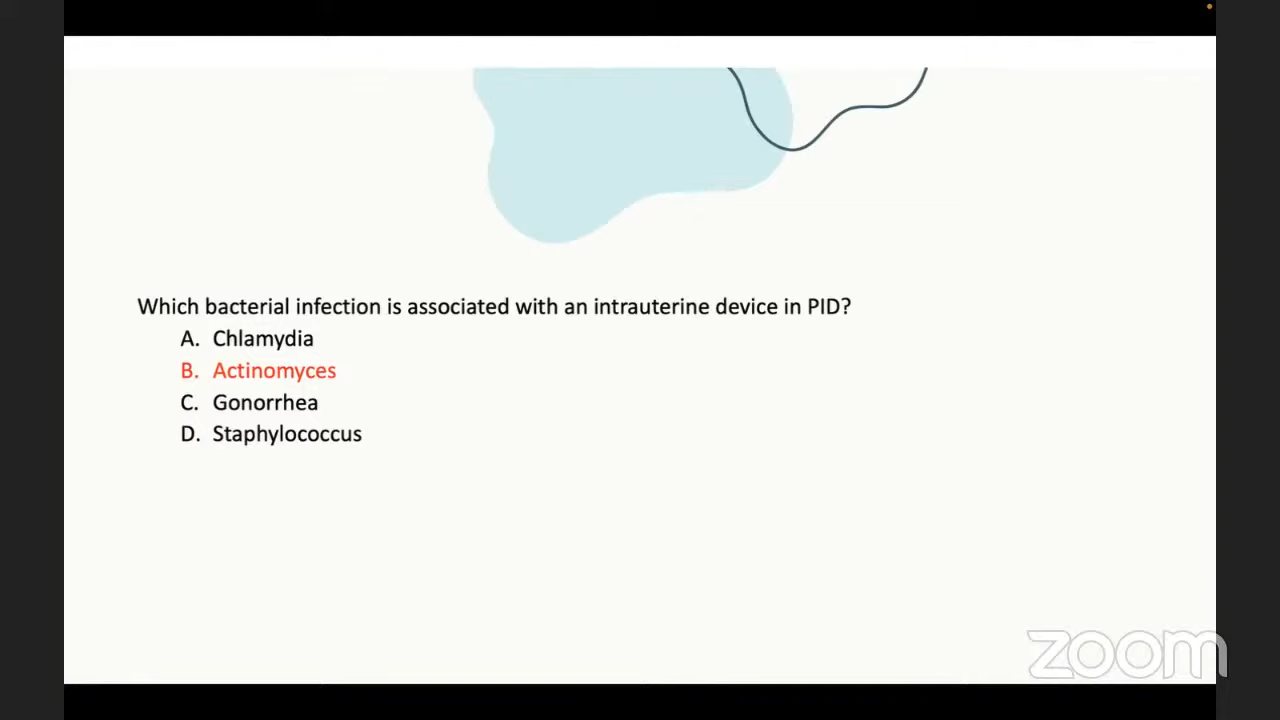 Which bacterial infection is associated with an intrauterine device in PID?
A. Chlamydia
B. Actinomyces
C. Gonorrhea
D. Staphylococcus
zoom